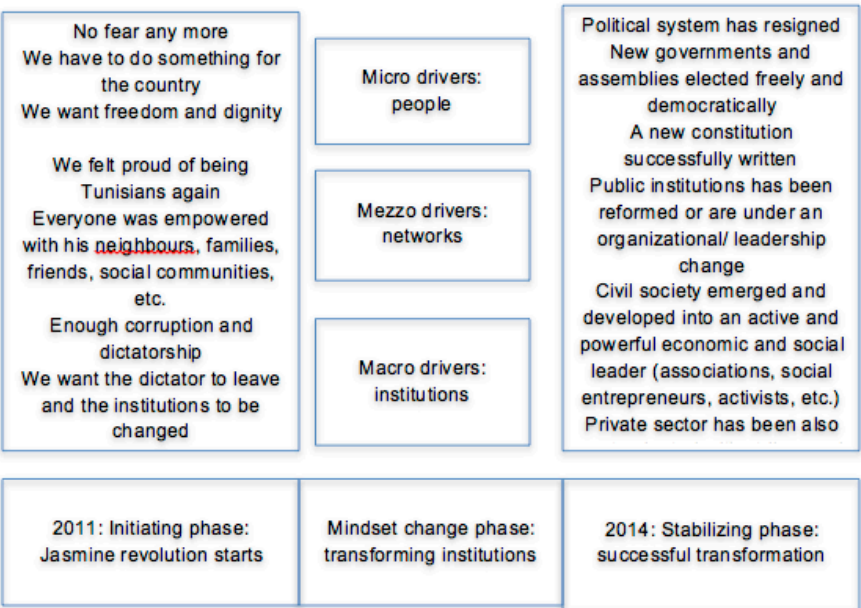 No fear any more
We have to do something for
the country
We want freedom and dignity
We felt proud of being
Tunisians again
Everyone was empowered
with his neighbours, families,
friends, social communities,
etc.
Enough corruption and
dictatorship
We want the dictator to leave
and the institutions to be
changed
Micro drivers:
people
Mezzo drivers:
networks
Macro drivers:
institutions
Political system has resigned
New governments and
assemblies elected freely and
democratically
A new constitution
successfully written
Public institutions has been
reformed or are under an
organizational/ leadership
change
Civil society emerged and
developed into an active and
powerful economic and social
leader (associations, social
entrepreneurs, activists, etc.)
Private sector has been also
2011: Initiating phase:
Jasmine revolution starts
Mindset change phase:
transforming institutions
2014: Stabilizing phase:
successful transformation